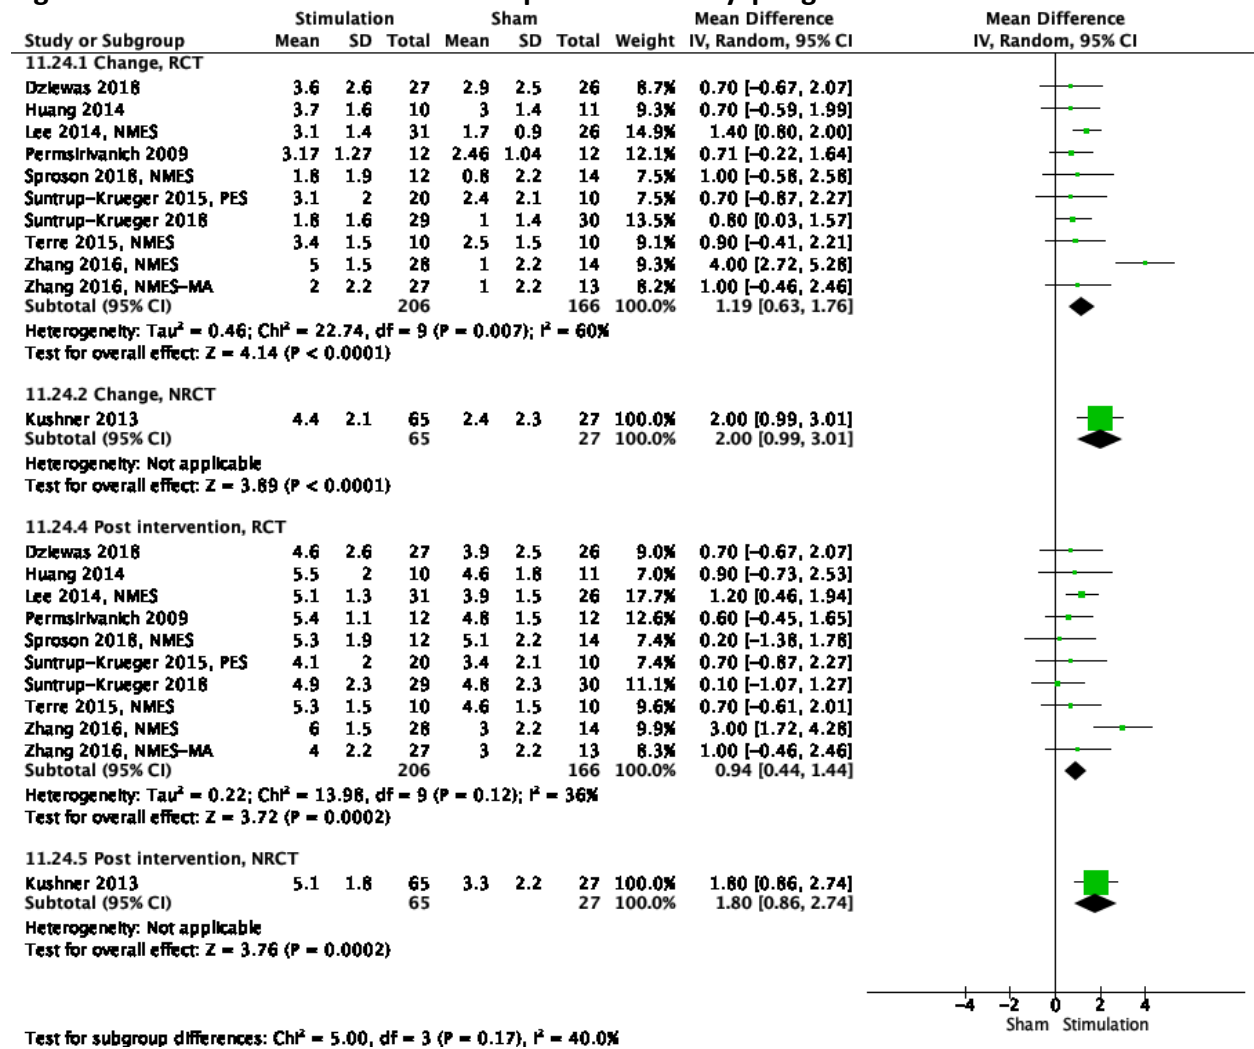 Stimulation Sham Mean Difference Mean Difference
Study or Subgroup Mean SD Total Mean SD Total Weight IV, Random, 95% CI IV, Random, 95% CI
11.24.1 Change, RCT
Dziewas 2018 3.6 2.6 27 2.9 2.5 26 8.7% 0.70 [-0.67, 2.07]
Huang 2014 3.7 1.6 10 3 1.4 11 9.3% 0.70 [-0.59, 1.99]
Lee 2014, NMES 3.1 1.4 31 1.7 0.9 26 14.9% 1.40 [0.80, 2.00]
Permsirivanich 2009 3.17 1.27 12 2.46 1.04 12 12.1% 0.71 [-0.22, 1.64]
Sproson 2018, NMES 1.8 1.9 12 0.8 2.2 14 7.5% 1.00 [-0.58, 2.58]
Suntrup-Krueger 2015, PES 3.1 2 20 2.4 2.1 10 7.5% 0.70 [-0.87, 2.27]
Suntrup-Krueger 2018 1.8 1.6 29 1 1.4 30 13.5% 0.80 [0.03, 1.57]
Terre 2015, NMES 3.4 1.5 10 2.5 1.5 10 9.1% 0.90 [-0.41, 2.21]
Zhang 2016, NMES 5 1.5 28 1 2.2 14 9.3% 4.00 [2.72, 5.28]
Zhang 2016, NMES-MA 2 2.2 27 1 2.2 13 8.2% 1.00 [-0.46, 2.46]
Subtotal (95% CI) 206 166 100.0% 1.19 [0.63, 1.76]
Heterogeneity: Tau² = 0.46; Chi² = 22.74, df = 9 (P = 0.007); I² = 60%
Test for overall effect: Z = 4.14 (P < 0.0001)
11.24.2 Change, NRCT
Kushner 2013 4.4 2.1 65 2.4 2.3 27 100.0% 2.00 [0.99, 3.01]
Subtotal (95% CI) 65 27 100.0% 2.00 [0.99, 3.01]
Heterogeneity: Not applicable
Test for overall effect: Z = 3.89 (P < 0.0001)
11.24.4 Post intervention, RCT
Dziewas 2018 4.6 2.6 27 3.9 2.5 26 9.0% 0.70 [-0.67, 2.07]
Huang 2014 5.5 2 10 4.6 1.8 11 7.0% 0.90 [-0.73, 2.53]
Lee 2014, NMES 5.1 1.3 31 3.9 1.5 26 17.7% 1.20 [0.46, 1.94]
Permsirivanich 2009 5.4 1.1 12 4.8 1.5 12 12.6% 0.60 [-0.45, 1.65]
Sproson 2018, NMES 5.3 1.9 12 5.1 2.2 14 7.4% 0.20 [-1.38, 1.78]
Suntrup-Krueger 2015, PES 4.1 2 20 3.4 2.1 10 7.4% 0.70 [-0.87, 2.27]
Suntrup-Krueger 2018 4.9 2.3 29 4.8 2.3 30 11.1% 0.10 [-1.07, 1.27]
Terre 2015, NMES 5.3 1.5 10 4.6 1.5 10 9.6% 0.70 [-0.61, 2.01]
Zhang 2016, NMES 6 1.5 28 3 2.2 14 9.9% 3.00 [1.72, 4.28]
Zhang 2016, NMES-MA 4 2.2 27 3 2.2 13 8.3% 1.00 [-0.46, 2.46]
Subtotal (95% CI) 206 166 100.0% 0.94 [0.44, 1.44]
Heterogeneity: Tau² = 0.22; Chi² = 13.98, df = 9 (P = 0.12); I² = 36%
Test for overall effect: Z = 3.72 (P = 0.0002)
11.24.5 Post intervention, NRCT
Kushner 2013 5.1 1.8 65 3.3 2.2 27 100.0% 1.80 [0.86, 2.74]
Subtotal (95% CI) 65 27 100.0% 1.80 [0.86, 2.74]
Heterogeneity: Not applicable
Test for overall effect: Z = 3.76 (P = 0.0002)
-4 -2 0 2 4
Sham Stimulation
Test for subgroup differences: Chi² = 5.00, df = 3 (P = 0.17), I² = 40.0%